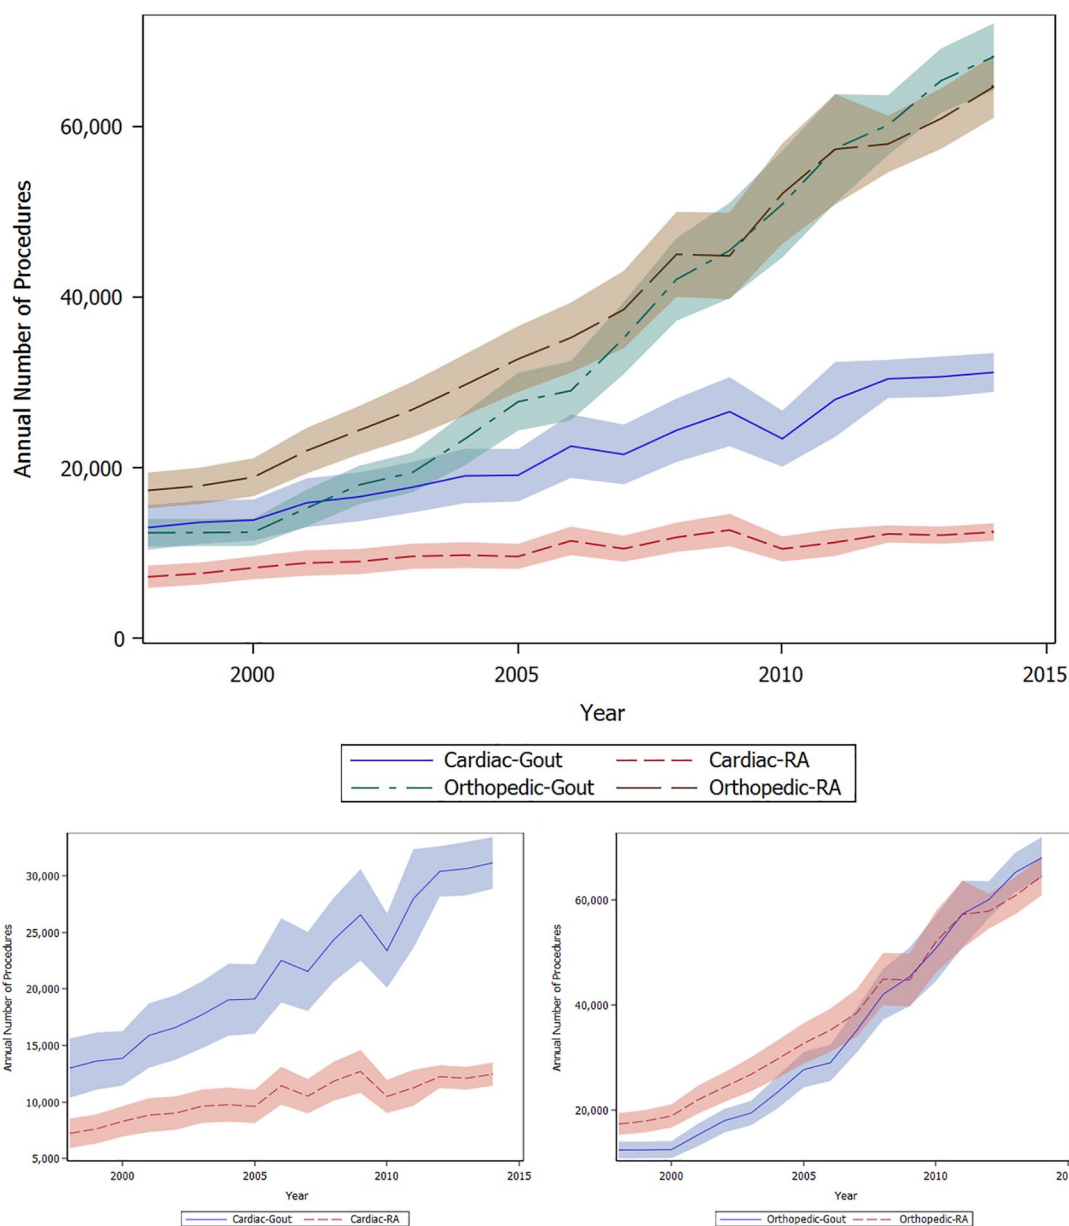 Annual Number of Procedures
60,000
40,000
20,000
0
2000 2005 2010 2015
Year
Cardiac-Gout Cardiac-RA
Orthopedic-Gout Orthopedic-RA
Annual Number of Procedures
30,000
25,000
20,000
15,000
10,000
5,000
2000 2005 2010 2015
Year
Cardiac-Gout Cardiac-RA
Annual Number of Procedures
60,000
40,000
20,000
2000 2005 2010 20
Year
Orthopedic-Gout Orthopedic-RA